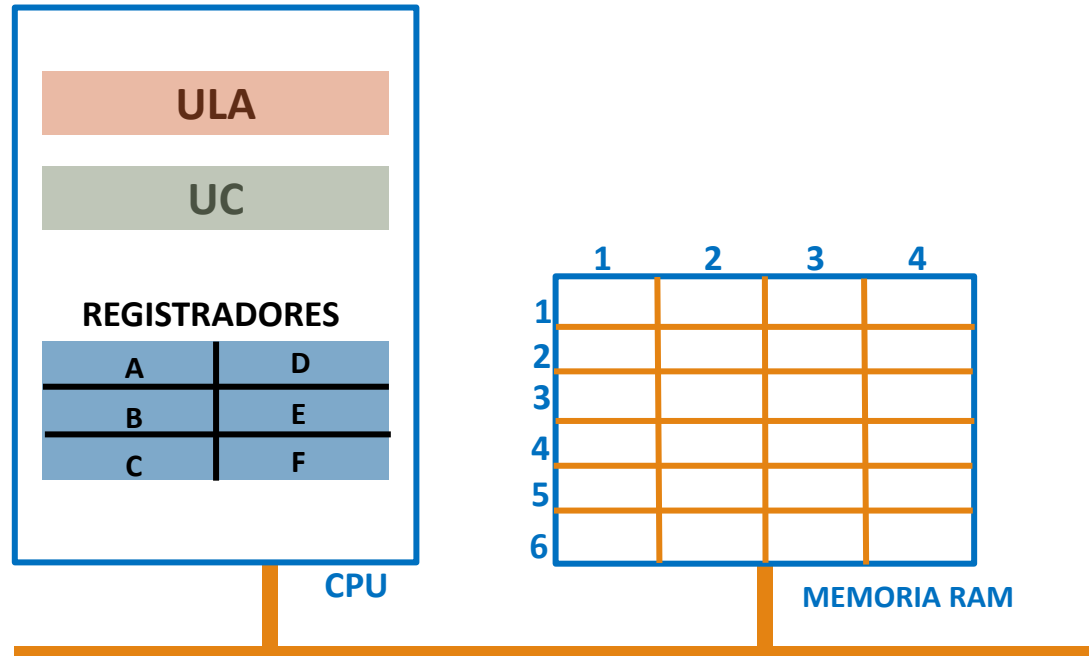 ULA
UC
REGISTRADORES
A D
B E
C F
CPU
1 2 3 4
1
2
3
4
5
6
MEMORIA RAM